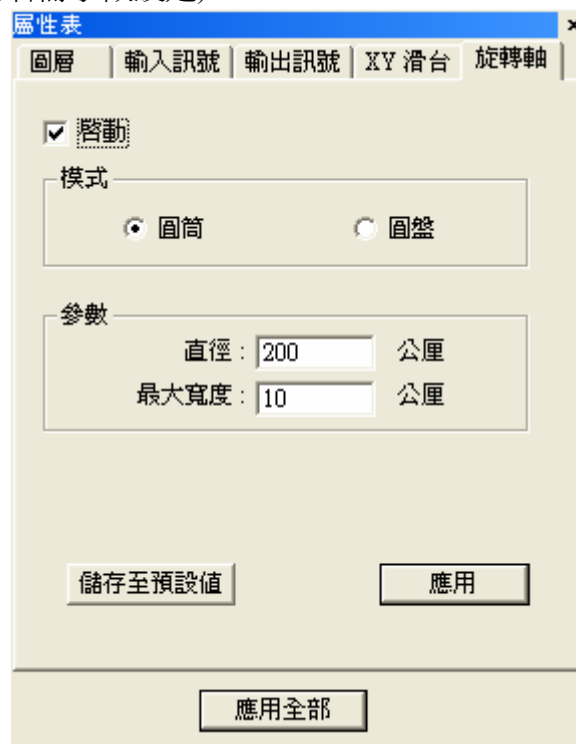 屬性表 ×
圖層 輸入訊號 輸出訊號 XY 滑台 旋轉軸
啓動
模式
圓筒 圓盤
參數
直徑 : 200 公厘
最大寬度 : 10 公厘
儲存至預設值 應用
應用全部